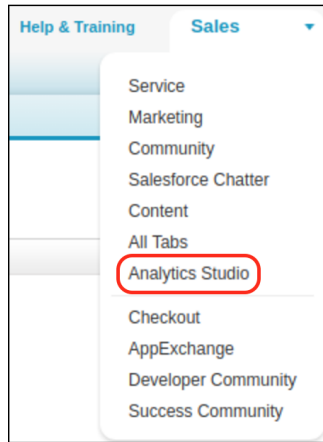 Help & Training Sales
Service
Marketing
Community
Salesforce Chatter
Content
All Tabs
Analytics Studio
Checkout
AppExchange
Developer Community
Success Community